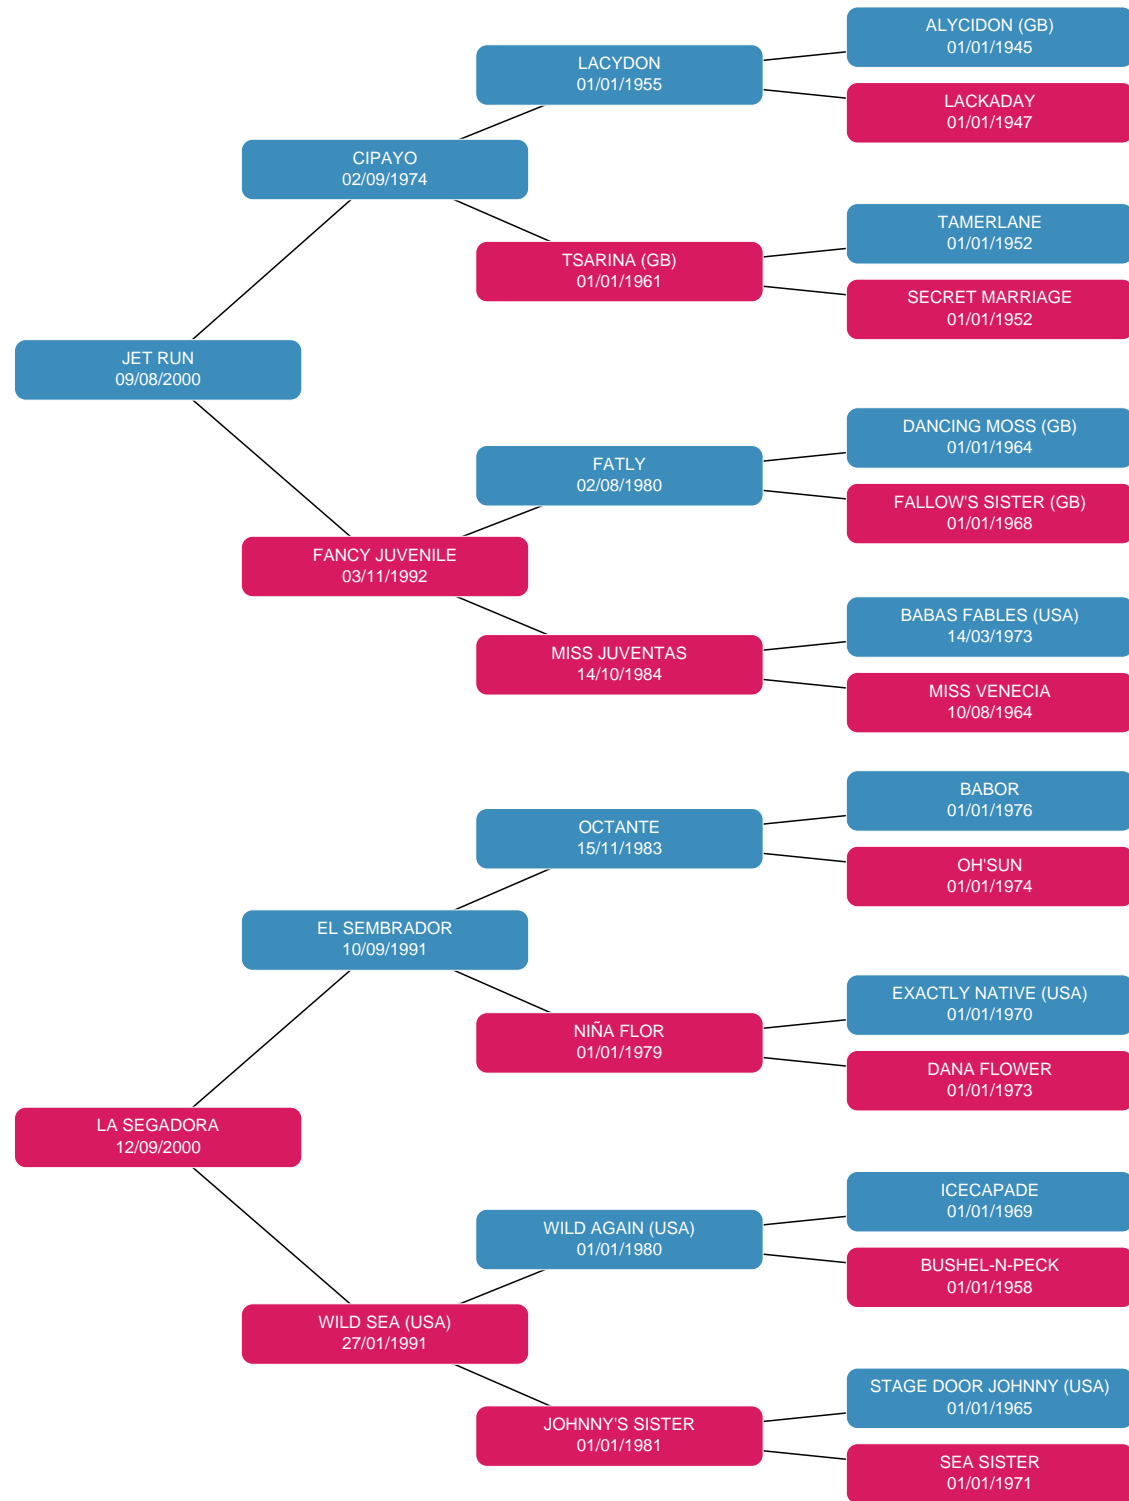 ALYCIDON (GB)
01/01/1945
LACYDON
01/01/1955
LACKADAY
01/01/1947
CIPAYO
02/09/1974
TAMERLANE
01/01/1952
TSARINA (GB)
01/01/1961
SECRET MARRIAGE
01/01/1952
JET RUN
09/08/2000
DANCING MOSS (GB)
01/01/1964
FATLY
02/08/1980
FALLOW'S SISTER (GB)
01/01/1968
FANCY JUVENILE
03/11/1992
BABAS FABLES (USA)
14/03/1973
MISS JUVENTAS
14/10/1984
MISS VENECIA
10/08/1964
BABOR
01/01/1976
OCTANTE
15/11/1983
OH'SUN
01/01/1974
EL SEMBRADOR
10/09/1991
EXACTLY NATIVE (USA)
01/01/1970
NIÑA FLOR
01/01/1979
DANA FLOWER
01/01/1973
LA SEGADORA
12/09/2000
ICECAPADE
01/01/1969
WILD AGAIN (USA)
01/01/1980
BUSHEL-N-PECK
01/01/1958
WILD SEA (USA)
27/01/1991
STAGE DOOR JOHNNY (USA)
01/01/1965
JOHNNY'S SISTER
01/01/1981
SEA SISTER
01/01/1971